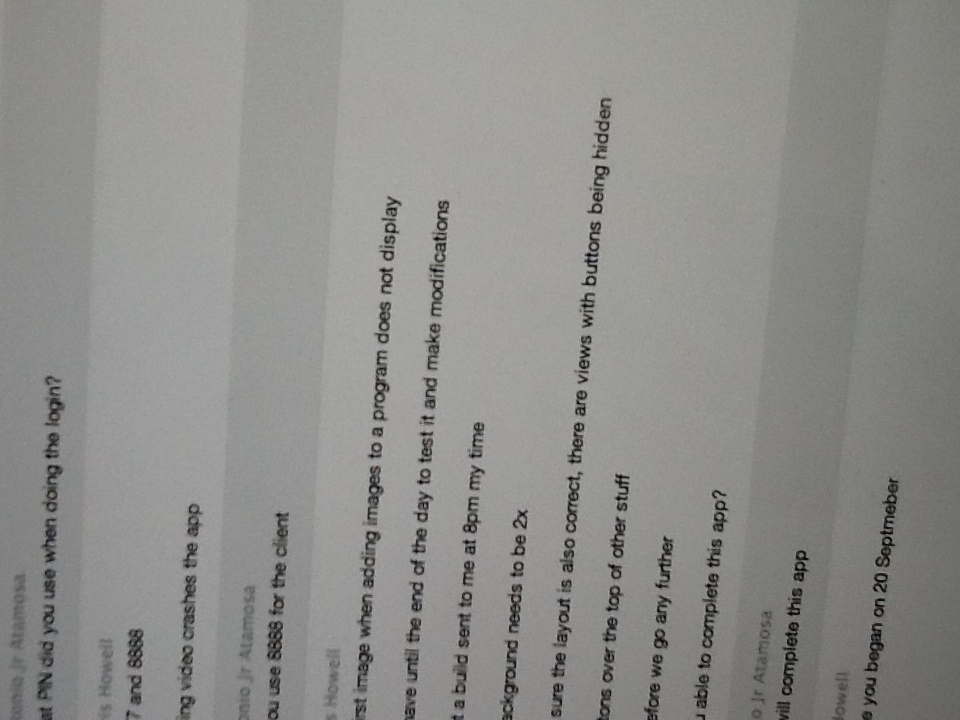 tonio Jr Atamosa
at PIN did you use when doing the login?
is Howell
7 and 8888
ing video crashes the app
onio Jr Atamosa
ou use 8888 for the client
s Howell
irst image when adding images to a program does not display
have until the end of the day to test it and make modifications
t a build sent to me at 8pm my time
ackground needs to be 2x
sure the layout is also correct, there are views with buttons being hidden
tons over the top of other stuff
efore we go any further
u able to complete this app?
o Jr Atamosa
will complete this app
Howell
e you began on 20 Septmeber